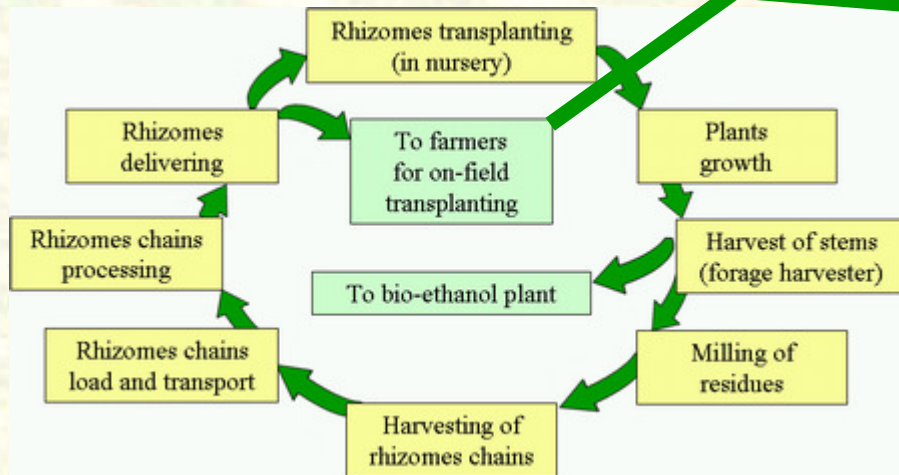 Rhizomes transplanting
(in nursery)
Plants
growth
Harvest of stems
(forage harvester)
Milling of
residues
Harvesting of
rhizomes chains
Rhizomes chains
load and transport
Rhizomes chains
processing
Rhizomes
delivering
To farmers
for on-field
transplanting
To bio-ethanol plant